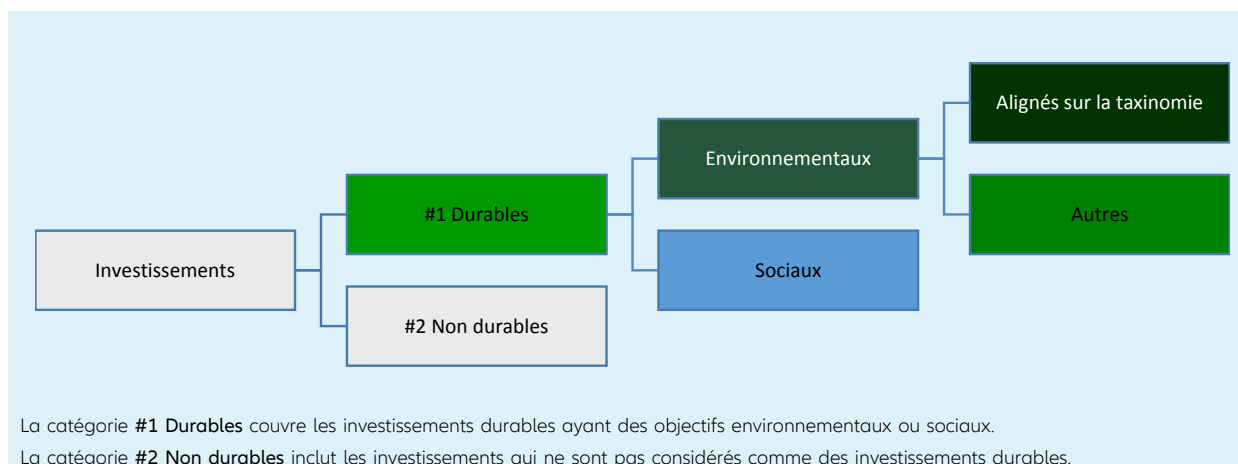 Alignés sur la taxinomie
Environnementaux
#1 Durables
Autres
Investissements
Sociaux
#2 Non durables
La catégorie #1 Durables couvre les investissements durables ayant des objectifs environnementaux ou sociaux.
La catégorie #2 Non durables inclut les investissements qui ne sont pas considérés comme des investissements durables.